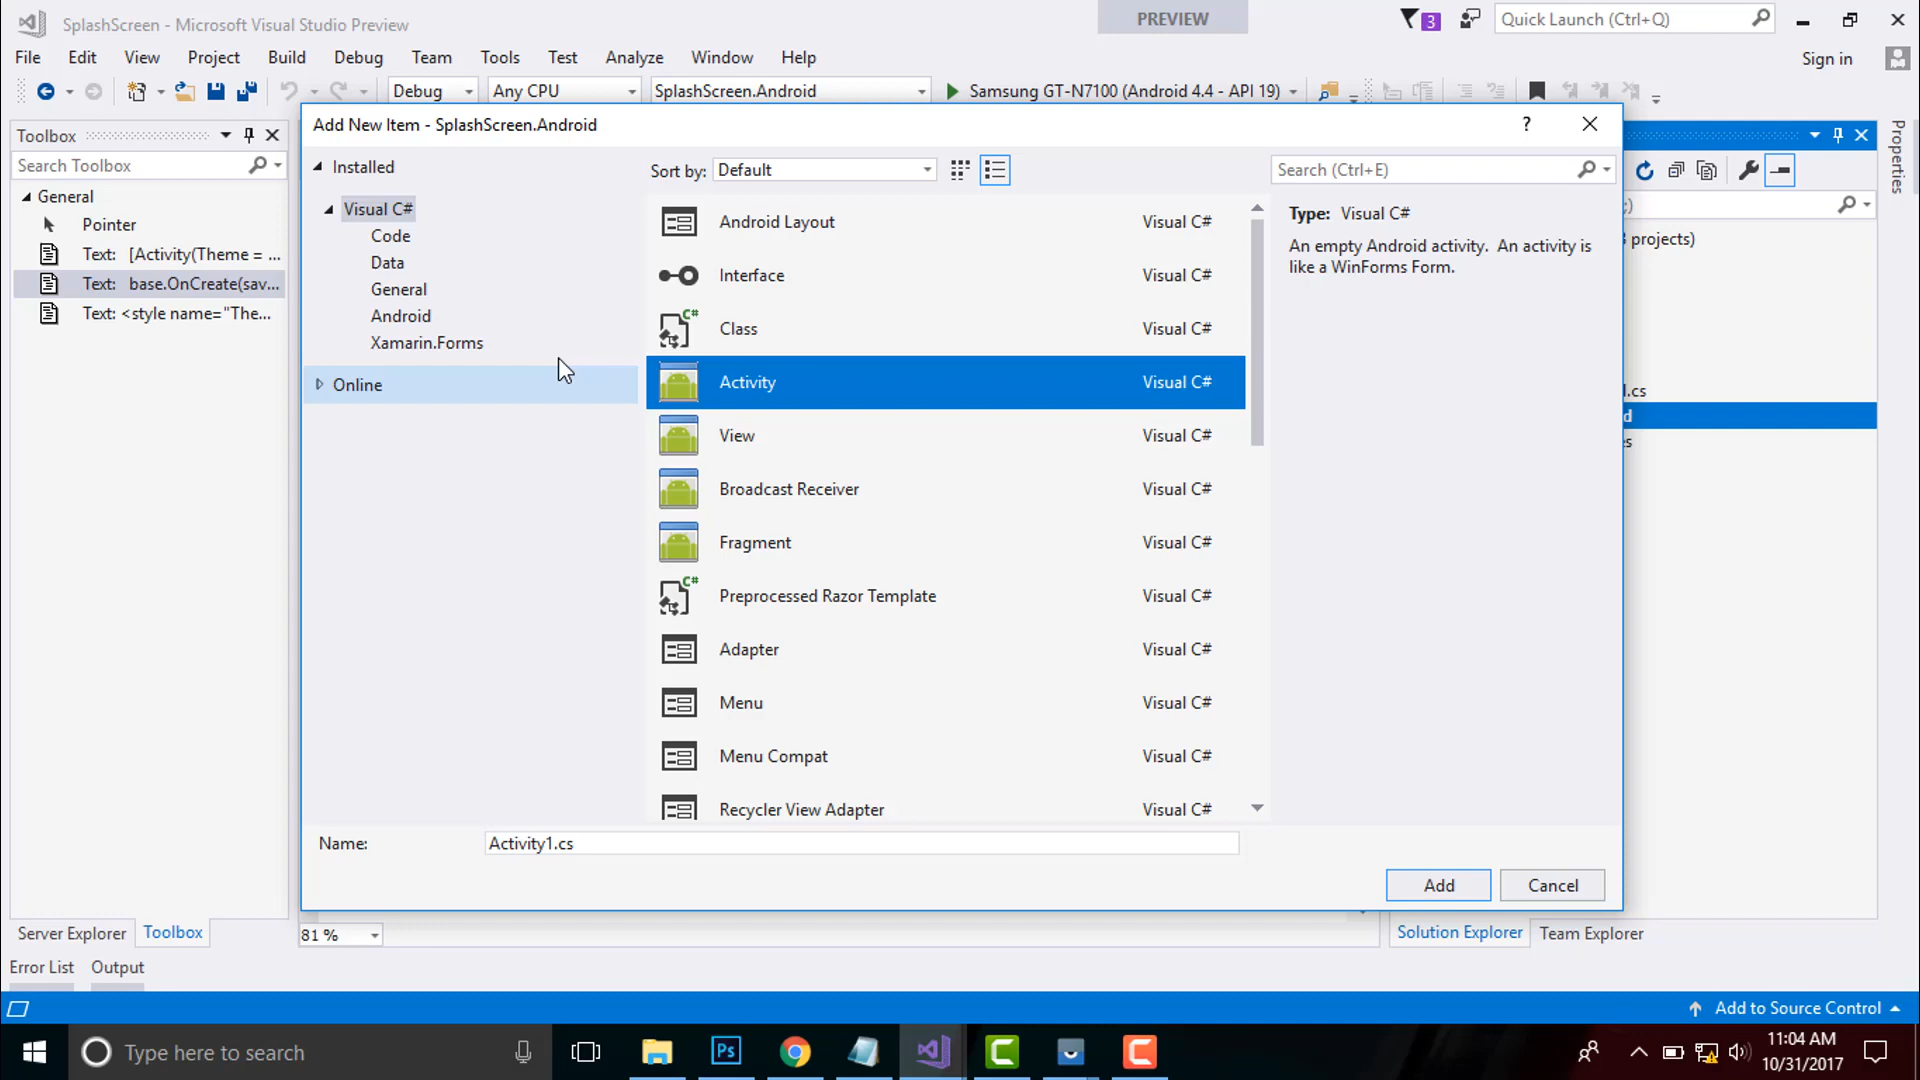 SplashScreen - Microsoft Visual Studio Preview
PREVIEW
3
Quick Launch (Ctrl+Q)
File Edit View Project Build Debug Team Tools Test Analyze Window Help
Sign in
Debug Any CPU SplashScreen.Android Samsung GT-N7100 (Android 4.4 - API 19)
Toolbox
Search Toolbox
General
Pointer
Text: [Activity(Theme = ...
Text: base.OnCreate(sav...
Text: <style name="The...
Add New Item - SplashScreen.Android
?
Installed
Visual C#
Code
Data
General
Android
Xamarin.Forms
Online
Sort by: Default
Search (Ctrl+E)
Android Layout Visual C#
Interface Visual C#
Class Visual C#
Activity Visual C#
View Visual C#
Broadcast Receiver Visual C#
Fragment Visual C#
Preprocessed Razor Template Visual C#
Adapter Visual C#
Menu Visual C#
Menu Compat Visual C#
Recycler View Adapter Visual C#
Type: Visual C#
An empty Android activity. An activity is
like a WinForms Form.
Name: Activity1.cs
Add Cancel
;)
projects)
.cs
d
es
Properties
Server Explorer Toolbox
81 %
Solution Explorer Team Explorer
Error List Output
Add to Source Control
Type here to search
Ps
11:04 AM
10/31/2017